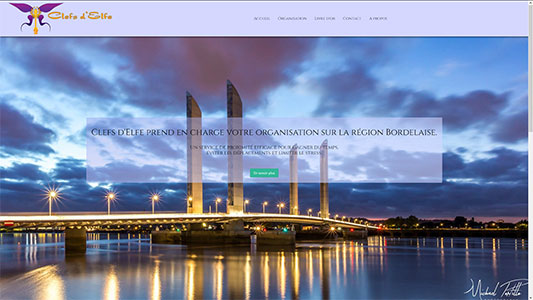 Clefs d'Elfe
Accueil Organisation Livre d'or Contact A propos
Clefs d'Elfe prend en charge votre organisation sur la région Bordelaise.
Un service de proximité efficace pour gagner du temps,
éviter les déplacements et limiter le stress.
En savoir plus